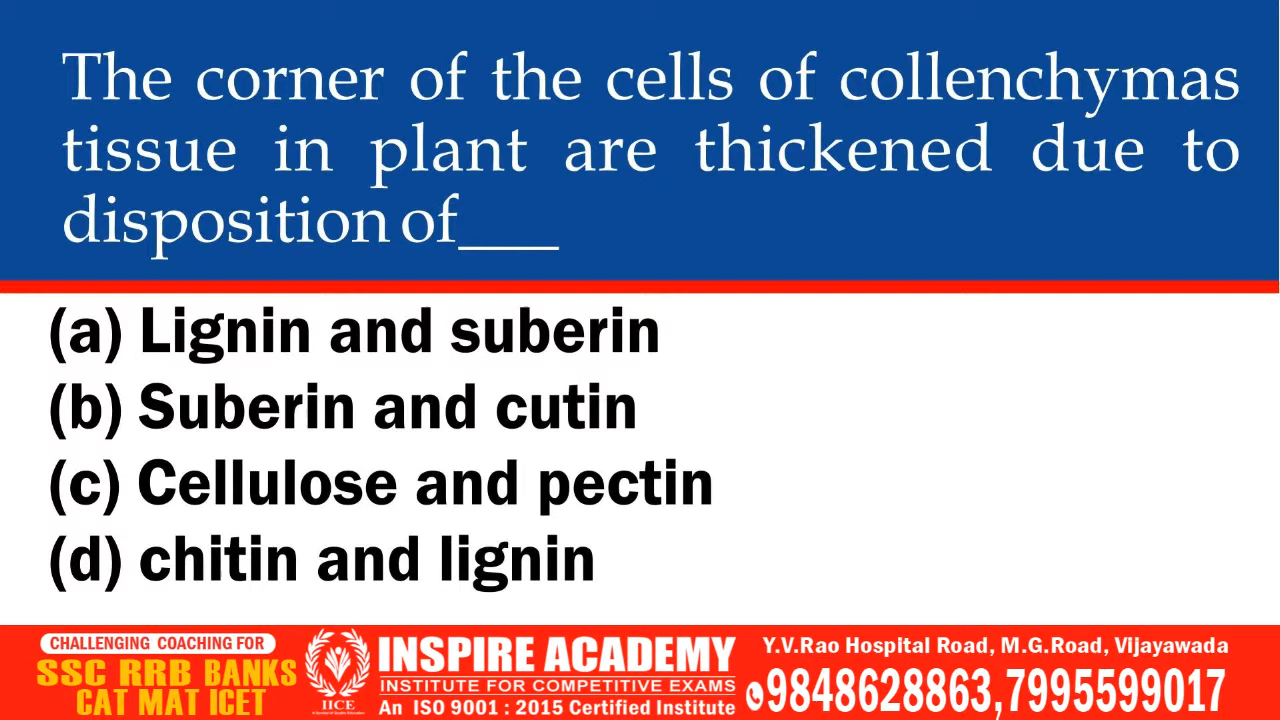 The corner of the cells of collenchymas
tissue in plant are thickened due to
disposition of____
(a) Lignin and suberin
(b) Suberin and cutin
(c) Cellulose and pectin
(d) chitin and lignin
CHALLENGING COACHING FOR
SSC RRB BANKS
CAT MAT ICET
IICE
INSPIRE ACADEMY
INSTITUTE FOR COMPETITIVE EXAMS
An ISO 9001 : 2015 Certified Institute
Y.V.Rao Hospital Road, M.G.Road, Vijayawada
9848628863,7995599017